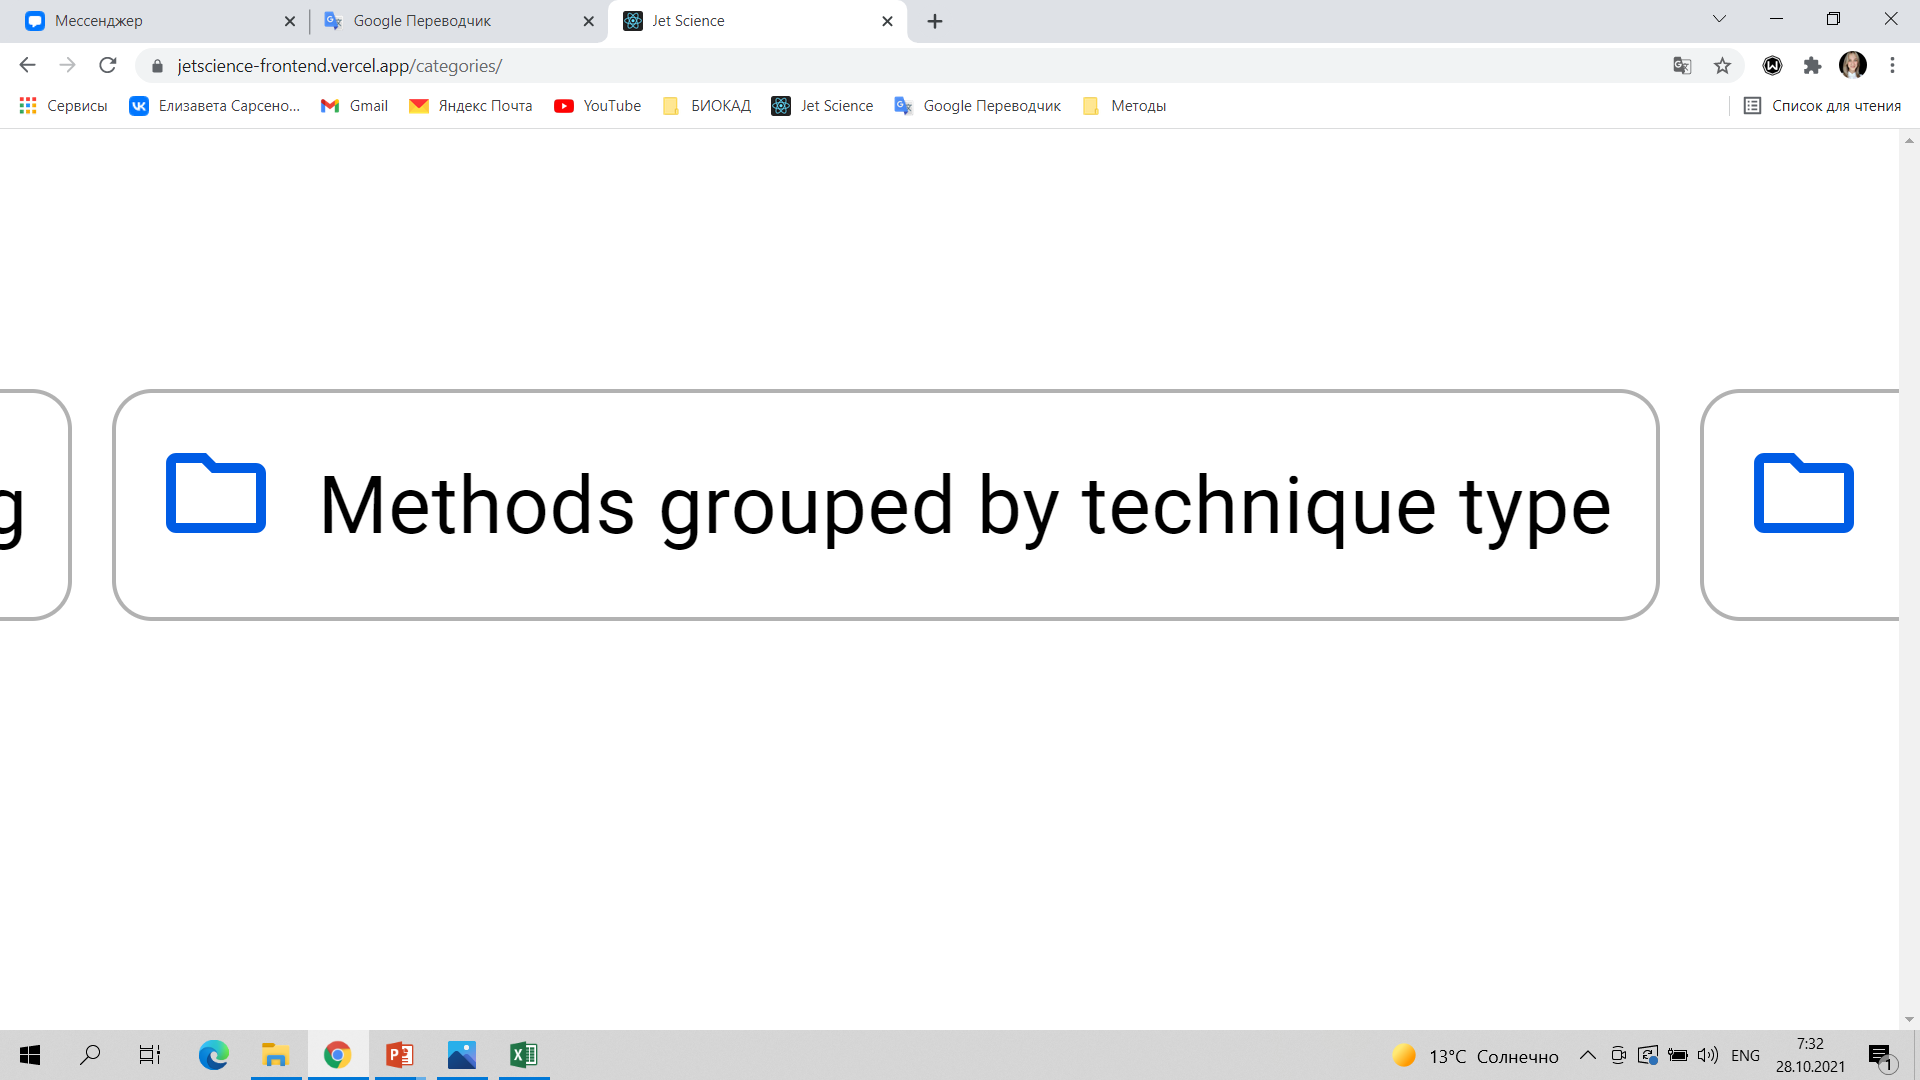 Мессенджер
Google Переводчик
Jet Science
jetscience-frontend.vercel.app/categories/
Сервисы
Елизавета Сарсено...
Gmail
Яндекс Почта
YouTube
БИОКАД
Jet Science
Google Переводчик
Методы
Список для чтения
g
Methods grouped by technique type
13°C Солнечно
ENG
7:32
28.10.2021
1